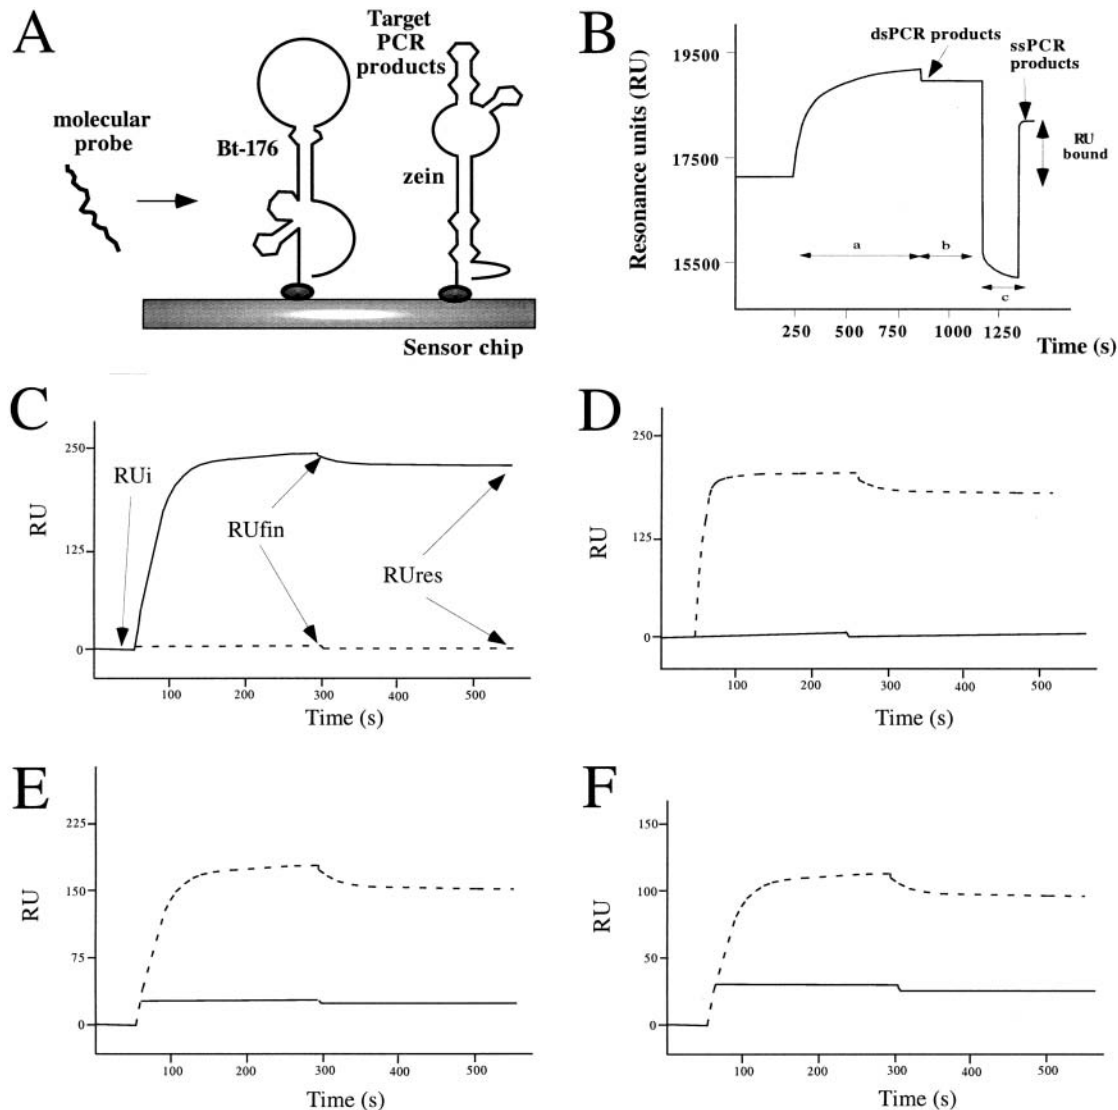 A
Target
PCR
products
molecular
probe
Bt-176
zein
Sensor chip
B
Resonance units (RU)
19500
17500
15500
dsPCR products
ssPCR
products
RU
bound
a
b
c
250
500
750
1000
1250
Time (s)
C
RU
250
125
0
RUi
RUfin
RUres
100
200
300
400
500
Time (s)
D
RU
250
125
0
100
200
300
400
500
Time (s)
E
RU
225
150
75
0
100
200
300
400
500
Time (s)
F
RU
150
100
50
0
100
200
300
400
500
Time (s)